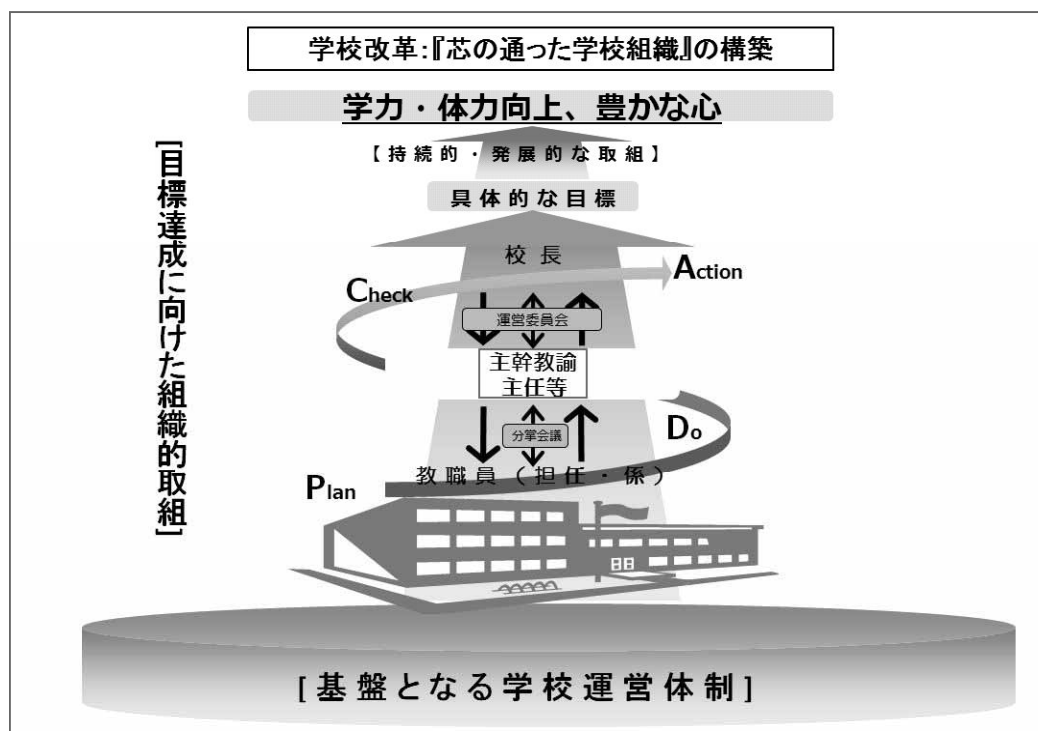 学校改革:『芯の通った学校組織』の構築
学力・体力向上、豊かな心
【持続的・発展的な取組】
具体的な目標
[目標達成に向けた組織的取組]
校長
Check
Action
運営委員会
主幹教諭
主任等
分掌会議
Do
教職員(担任・係)
Plan
[基盤となる学校運営体制]